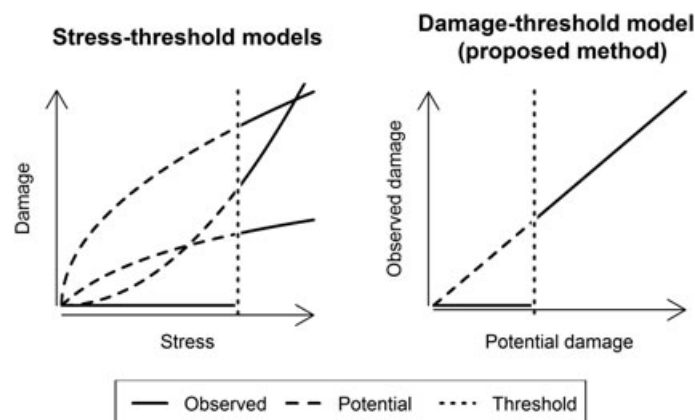 Stress-threshold models
Damage-threshold model
(proposed method)
Damage
Stress
Observed damage
Potential damage
Observed
Potential
Threshold